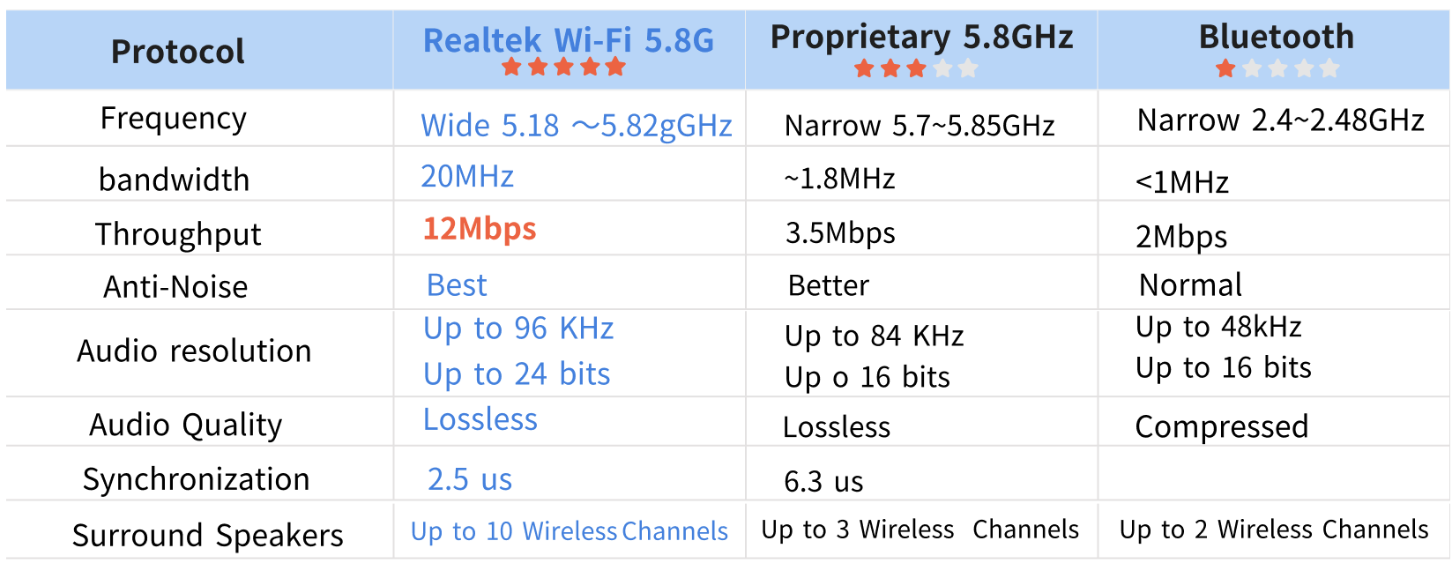 Protocol
Realtek Wi-Fi 5.8G
Proprietary 5.8GHz
Bluetooth
Frequency
Wide 5.18 ～5.82gGHz
Narrow 5.7~5.85GHz
Narrow 2.4~2.48GHz
bandwidth
20MHz
~1.8MHz
<1MHz
Throughput
12Mbps
3.5Mbps
2Mbps
Anti-Noise
Best
Better
Normal
Audio resolution
Up to 96 KHz
Up to 24 bits
Up to 84 KHz
Up o 16 bits
Up to 48kHz
Up to 16 bits
Audio Quality
Lossless
Lossless
Compressed
Synchronization
2.5 us
6.3 us
Surround Speakers
Up to 10 Wireless Channels
Up to 3 Wireless Channels
Up to 2 Wireless Channels